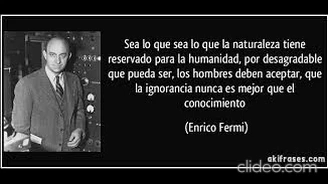 Sea lo que sea lo que la naturaleza tiene
reservado para la humanidad, por desagradable
que pueda ser, los hombres deben aceptar, que
la ignorancia nunca es mejor que el
conocimiento
(Enrico Fermi)
akifrases.com
clideo.com